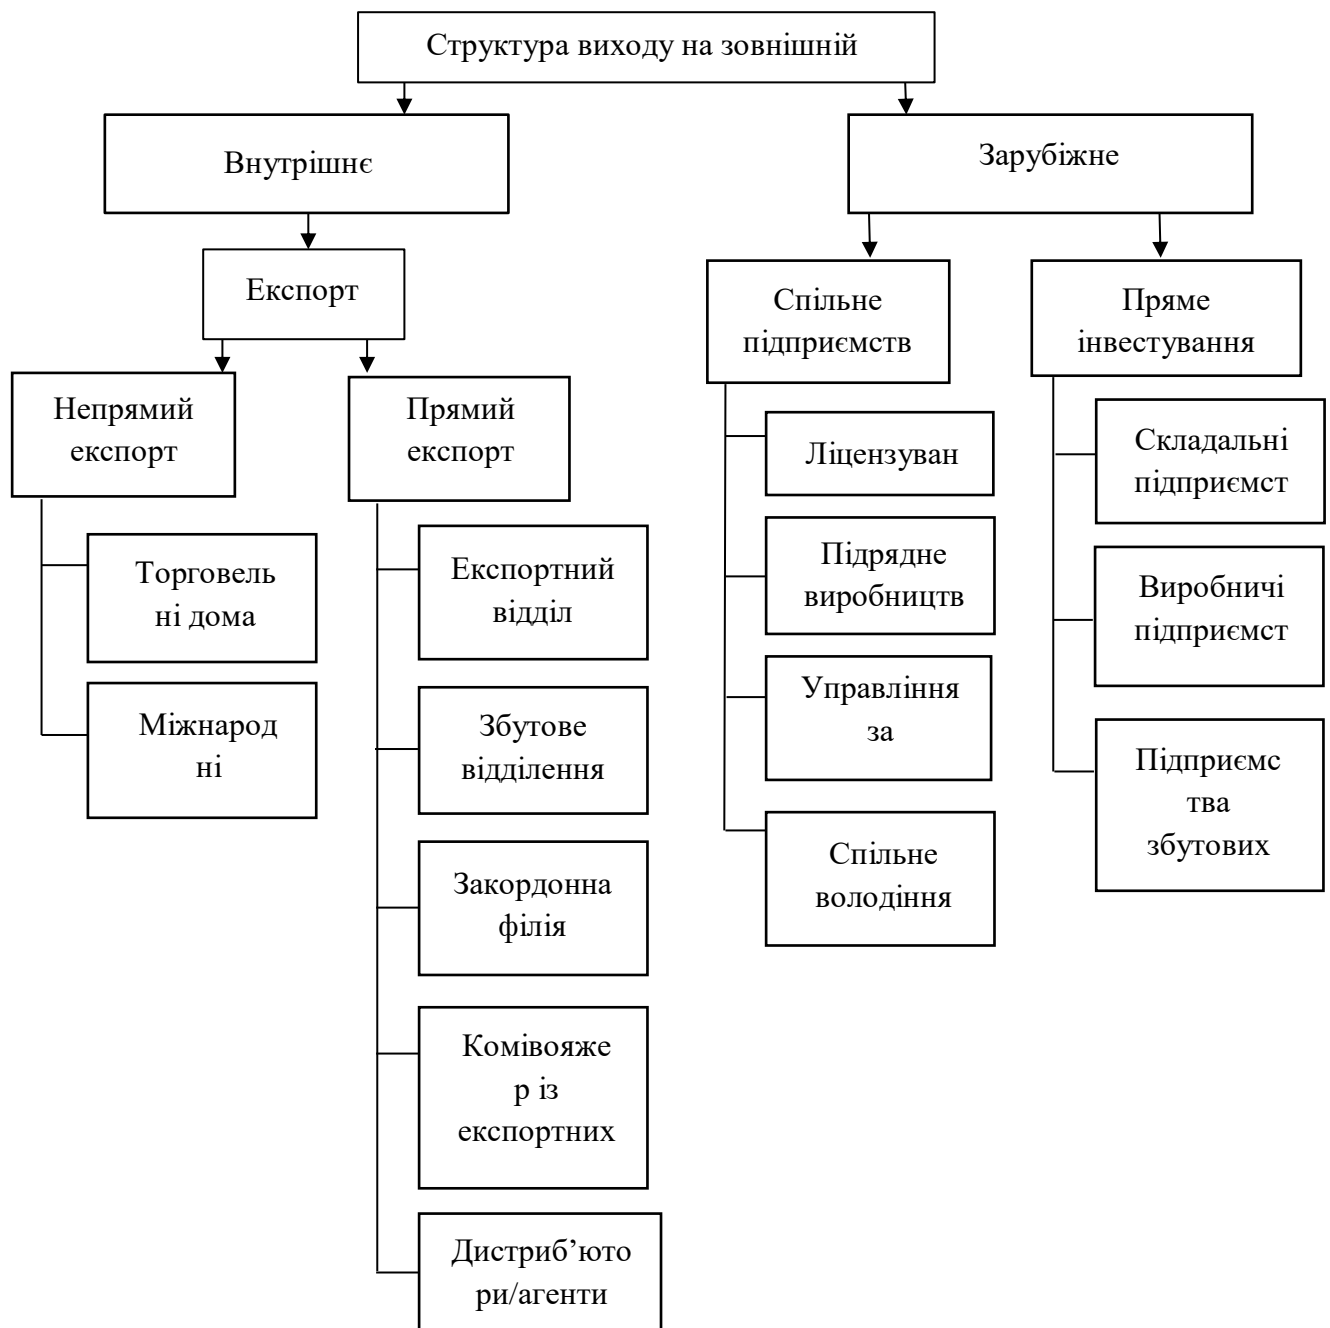 Структура виходу на зовнішній
Внутрішнє
Зарубіжне
Експорт
Спільне
підприємств
Пряме
інвестування
Непрямий
експорт
Прямий
експорт
Ліцензуван
Складальні
підприємст
Торговель
ні дома
Експортний
відділ
Підрядне
виробництв
Виробничі
підприємст
Міжнарод
ні
Збутове
відділення
Управління
за
Підприємс
тва
збутових
Закордонна
філія
Спільне
володіння
Комівояже
р із
експортних
Дистриб’юто
ри/агенти